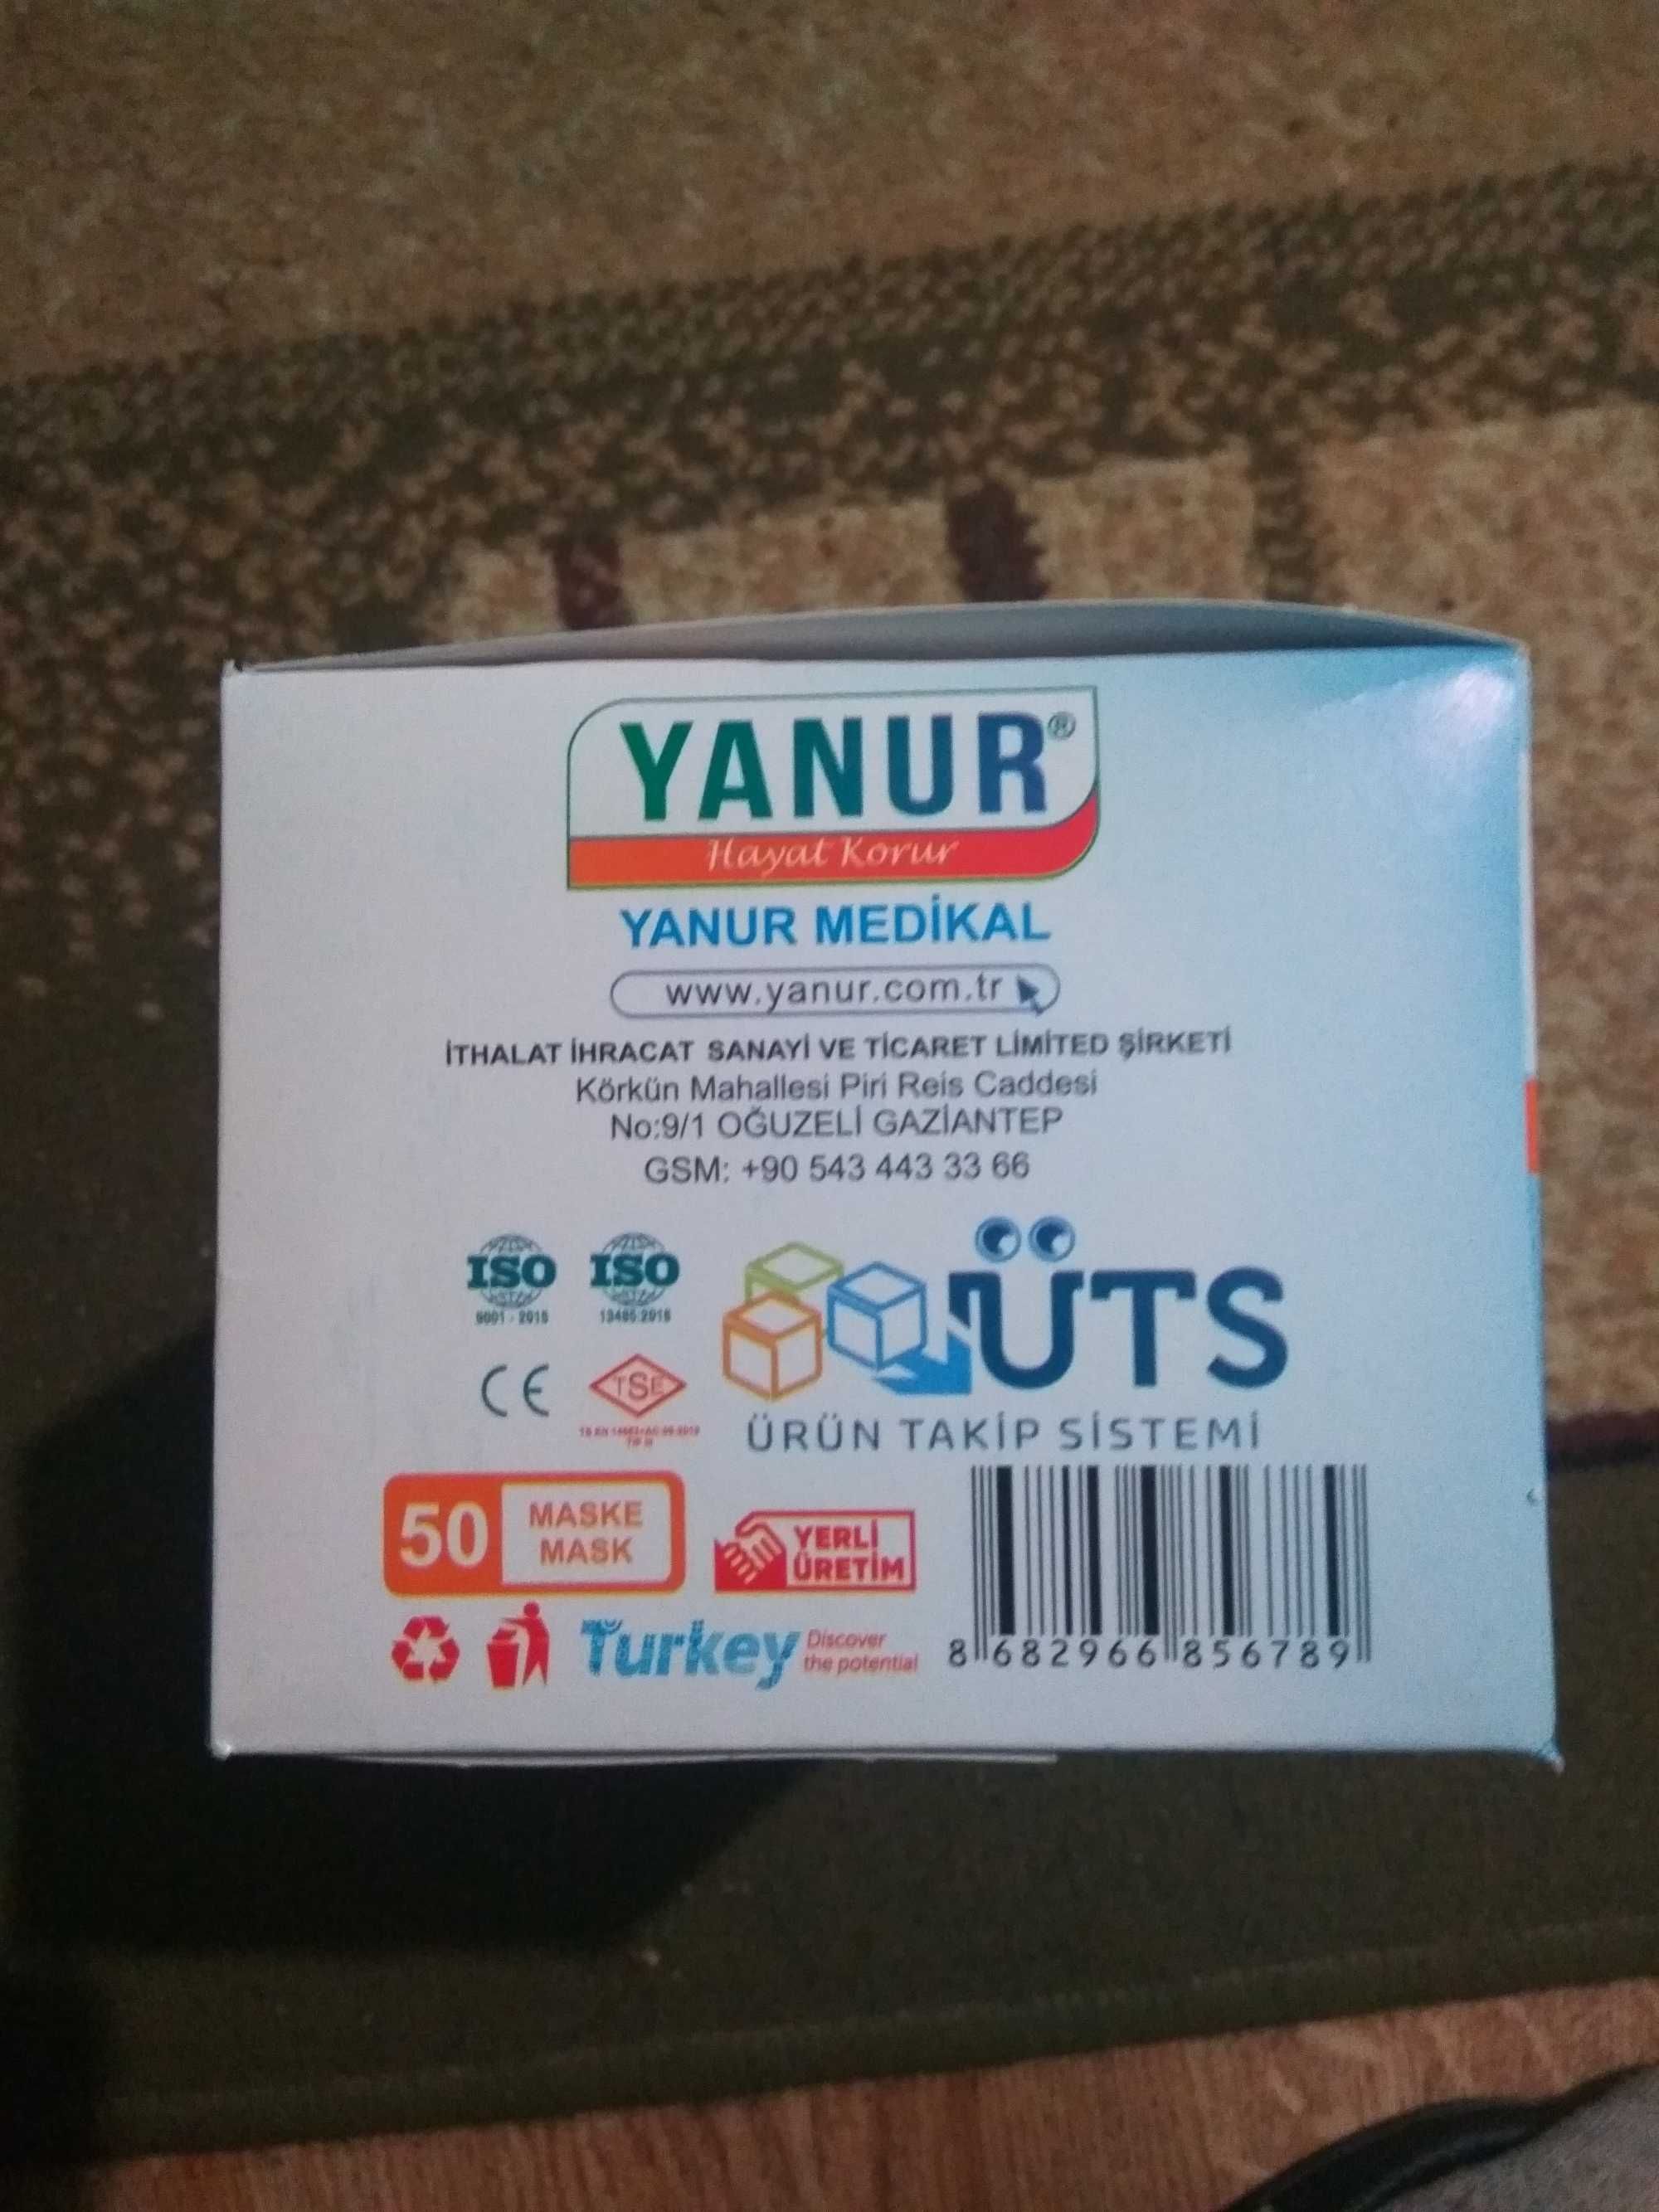 YANUR®
Hayat Korur
YANUR MEDİKAL
www.yanur.com.tr
İTHALAT İHRACAT SANAYİ VE TİCARET LİMİTED ŞİRKETİ
Körkün Mahallesi Piri Reis Caddesi
No:9/1 OĞUZELİ GAZİANTEP
GSM: +90 543 443 33 66
ISO
9001 - 2015
ISO
13485:2016
CE
TSE
ÜTS
ÜRÜN TAKİP SİSTEMİ
50
MASKE
MASK
YERLİ
ÜRETİM
Turkey
Discover
the potential
8 682966 856789